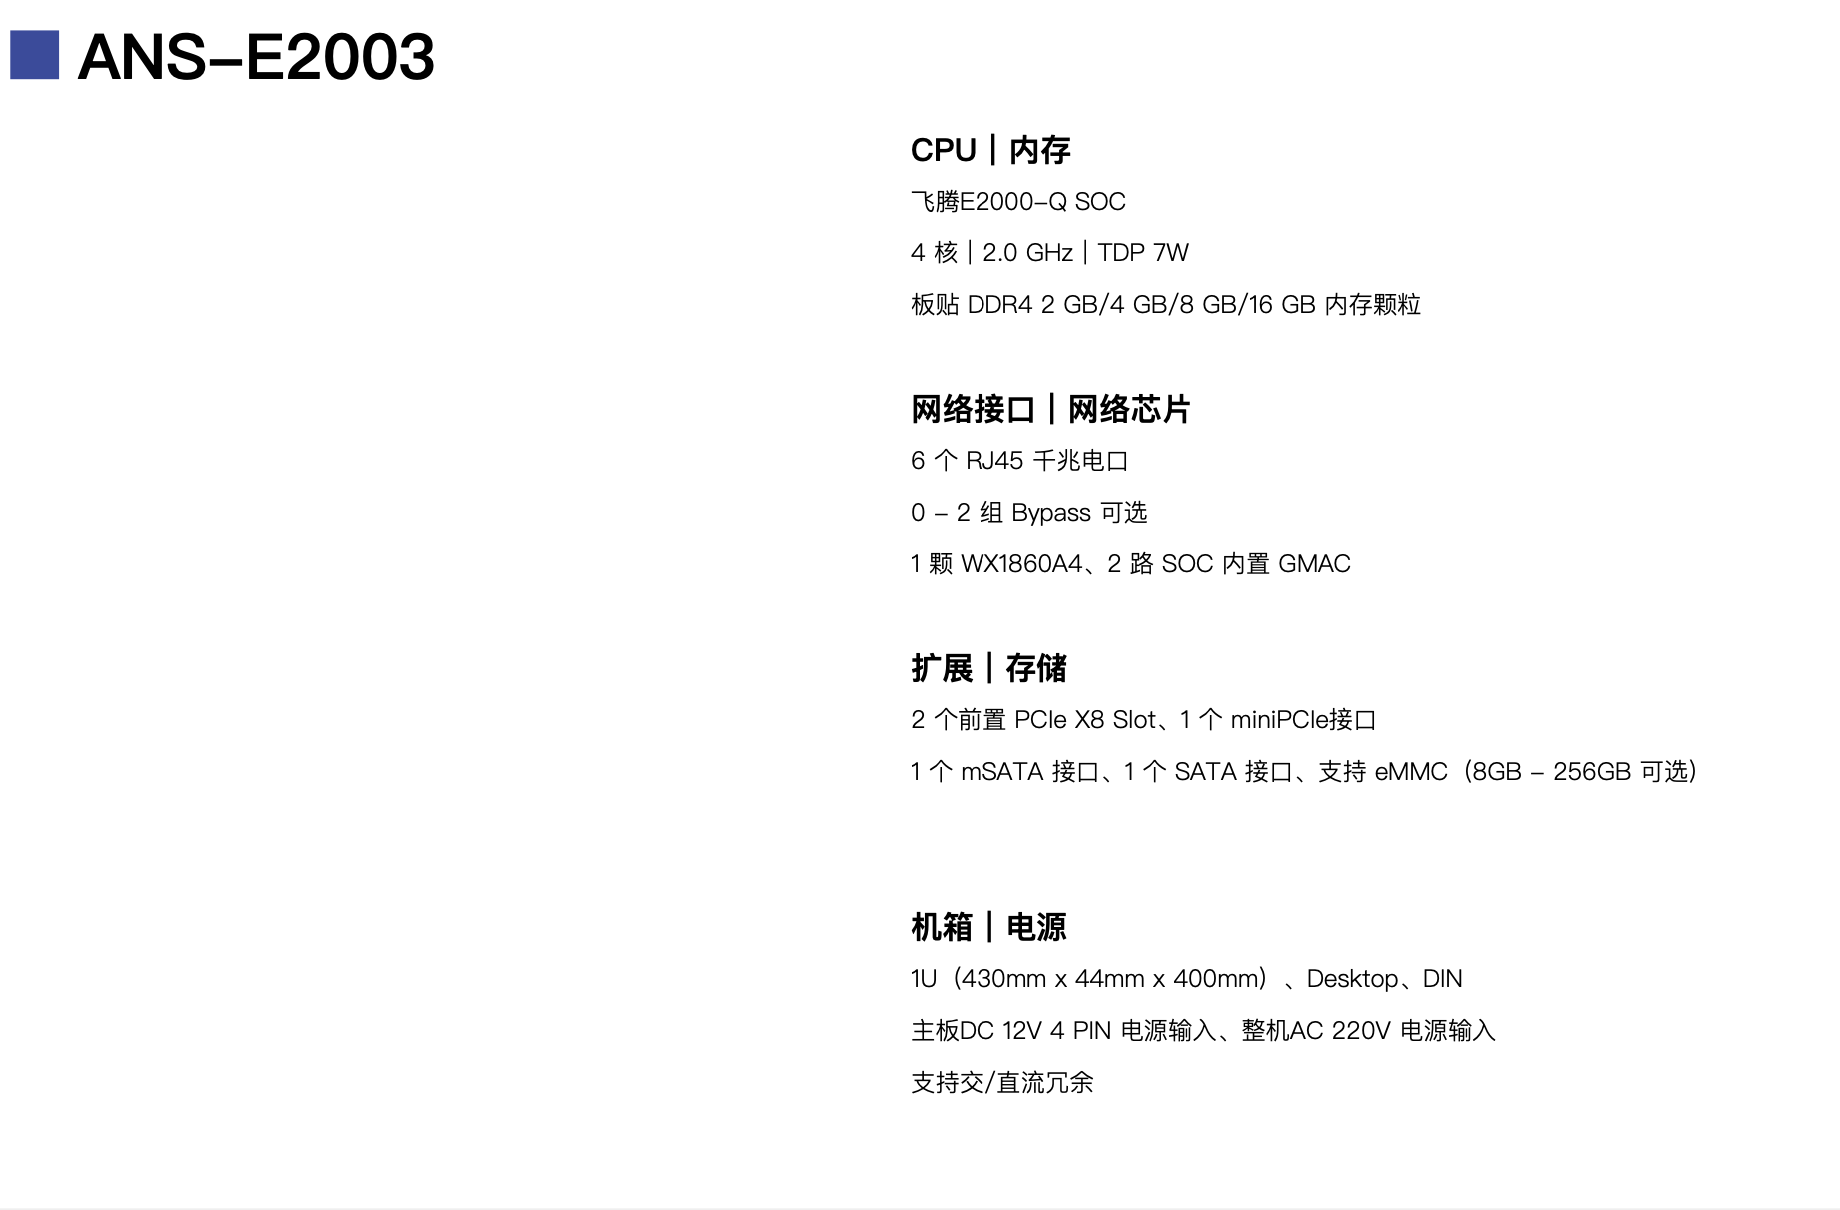 ANS-E2003
CPU | 内存
飞腾E2000-Q SOC
4 核 | 2.0 GHz | TDP 7W
板贴 DDR4 2 GB/4 GB/8 GB/16 GB 内存颗粒
网络接口 | 网络芯片
6 个 RJ45 千兆电口
0 - 2 组 Bypass 可选
1 颗 WX1860A4、2 路 SOC 内置 GMAC
扩展 | 存储
2 个前置 PCIe X8 Slot、1 个 miniPCIe接口
1 个 mSATA 接口、1 个 SATA 接口、支持 eMMC（8GB - 256GB 可选）
机箱 | 电源
1U（430mm x 44mm x 400mm）、Desktop、DIN
主板DC 12V 4 PIN 电源输入、整机AC 220V 电源输入
支持交/直流冗余